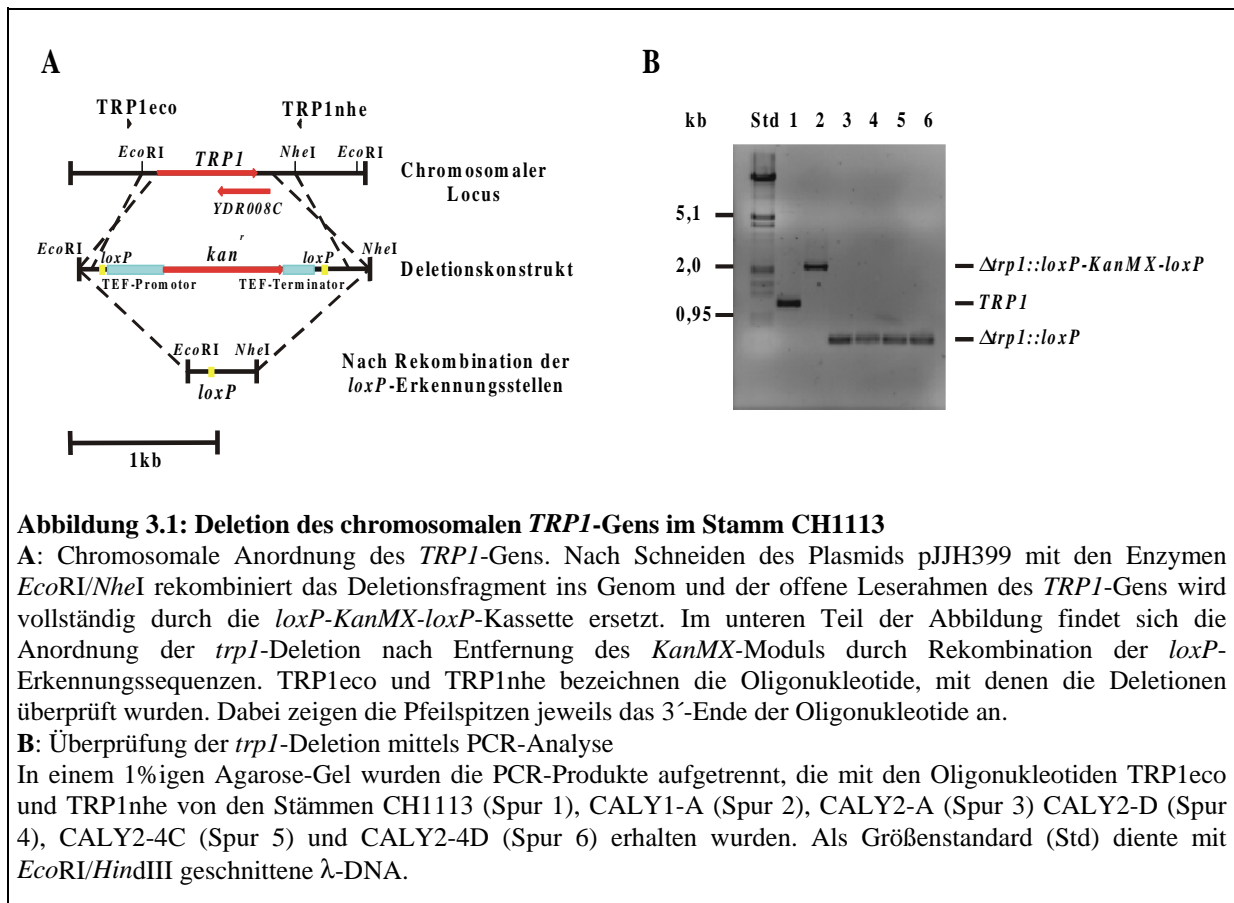 A
B
TRP1eco TRP1nhe
EcoRI TRP1 NheI EcoRI
Chromosomaler
Locus
YDR008C
EcoRI loxP kan r loxP NheI
Deletionskonstrukt
TEF-Promotor TEF-Terminator
EcoRI NheI
loxP
Nach Rekombination der
loxP-Erkennungsstellen
1kb
kb Std 1 2 3 4 5 6
5,1
2,0
0,95
Δtrp1::loxP-KanMX-loxP
TRP1
Δtrp1::loxP
Abbildung 3.1: Deletion des chromosomalen TRP1-Gens im Stamm CH1113
A: Chromosomale Anordnung des TRP1-Gens. Nach Schneiden des Plasmids pJJH399 mit den Enzymen
EcoRI/NheI rekombiniert das Deletionsfragment ins Genom und der offene Leserahmen des TRP1-Gens wird
vollständig durch die loxP-KanMX-loxP-Kassette ersetzt. Im unteren Teil der Abbildung findet sich die
Anordnung der trp1-Deletion nach Entfernung des KanMX-Moduls durch Rekombination der loxP-
Erkennungssequenzen. TRP1eco und TRP1nhe bezeichnen die Oligonukleotide, mit denen die Deletionen
überprüft wurden. Dabei zeigen die Pfeilspitzen jeweils das 3´-Ende der Oligonukleotide an.
B: Überprüfung der trp1-Deletion mittels PCR-Analyse
In einem 1%igen Agarose-Gel wurden die PCR-Produkte aufgetrennt, die mit den Oligonukleotiden TRP1eco
und TRP1nhe von den Stämmen CH1113 (Spur 1), CALY1-A (Spur 2), CALY2-A (Spur 3) CALY2-D (Spur
4), CALY2-4C (Spur 5) und CALY2-4D (Spur 6) erhalten wurden. Als Größenstandard (Std) diente mit
EcoRI/HindIII geschnittene λ-DNA.